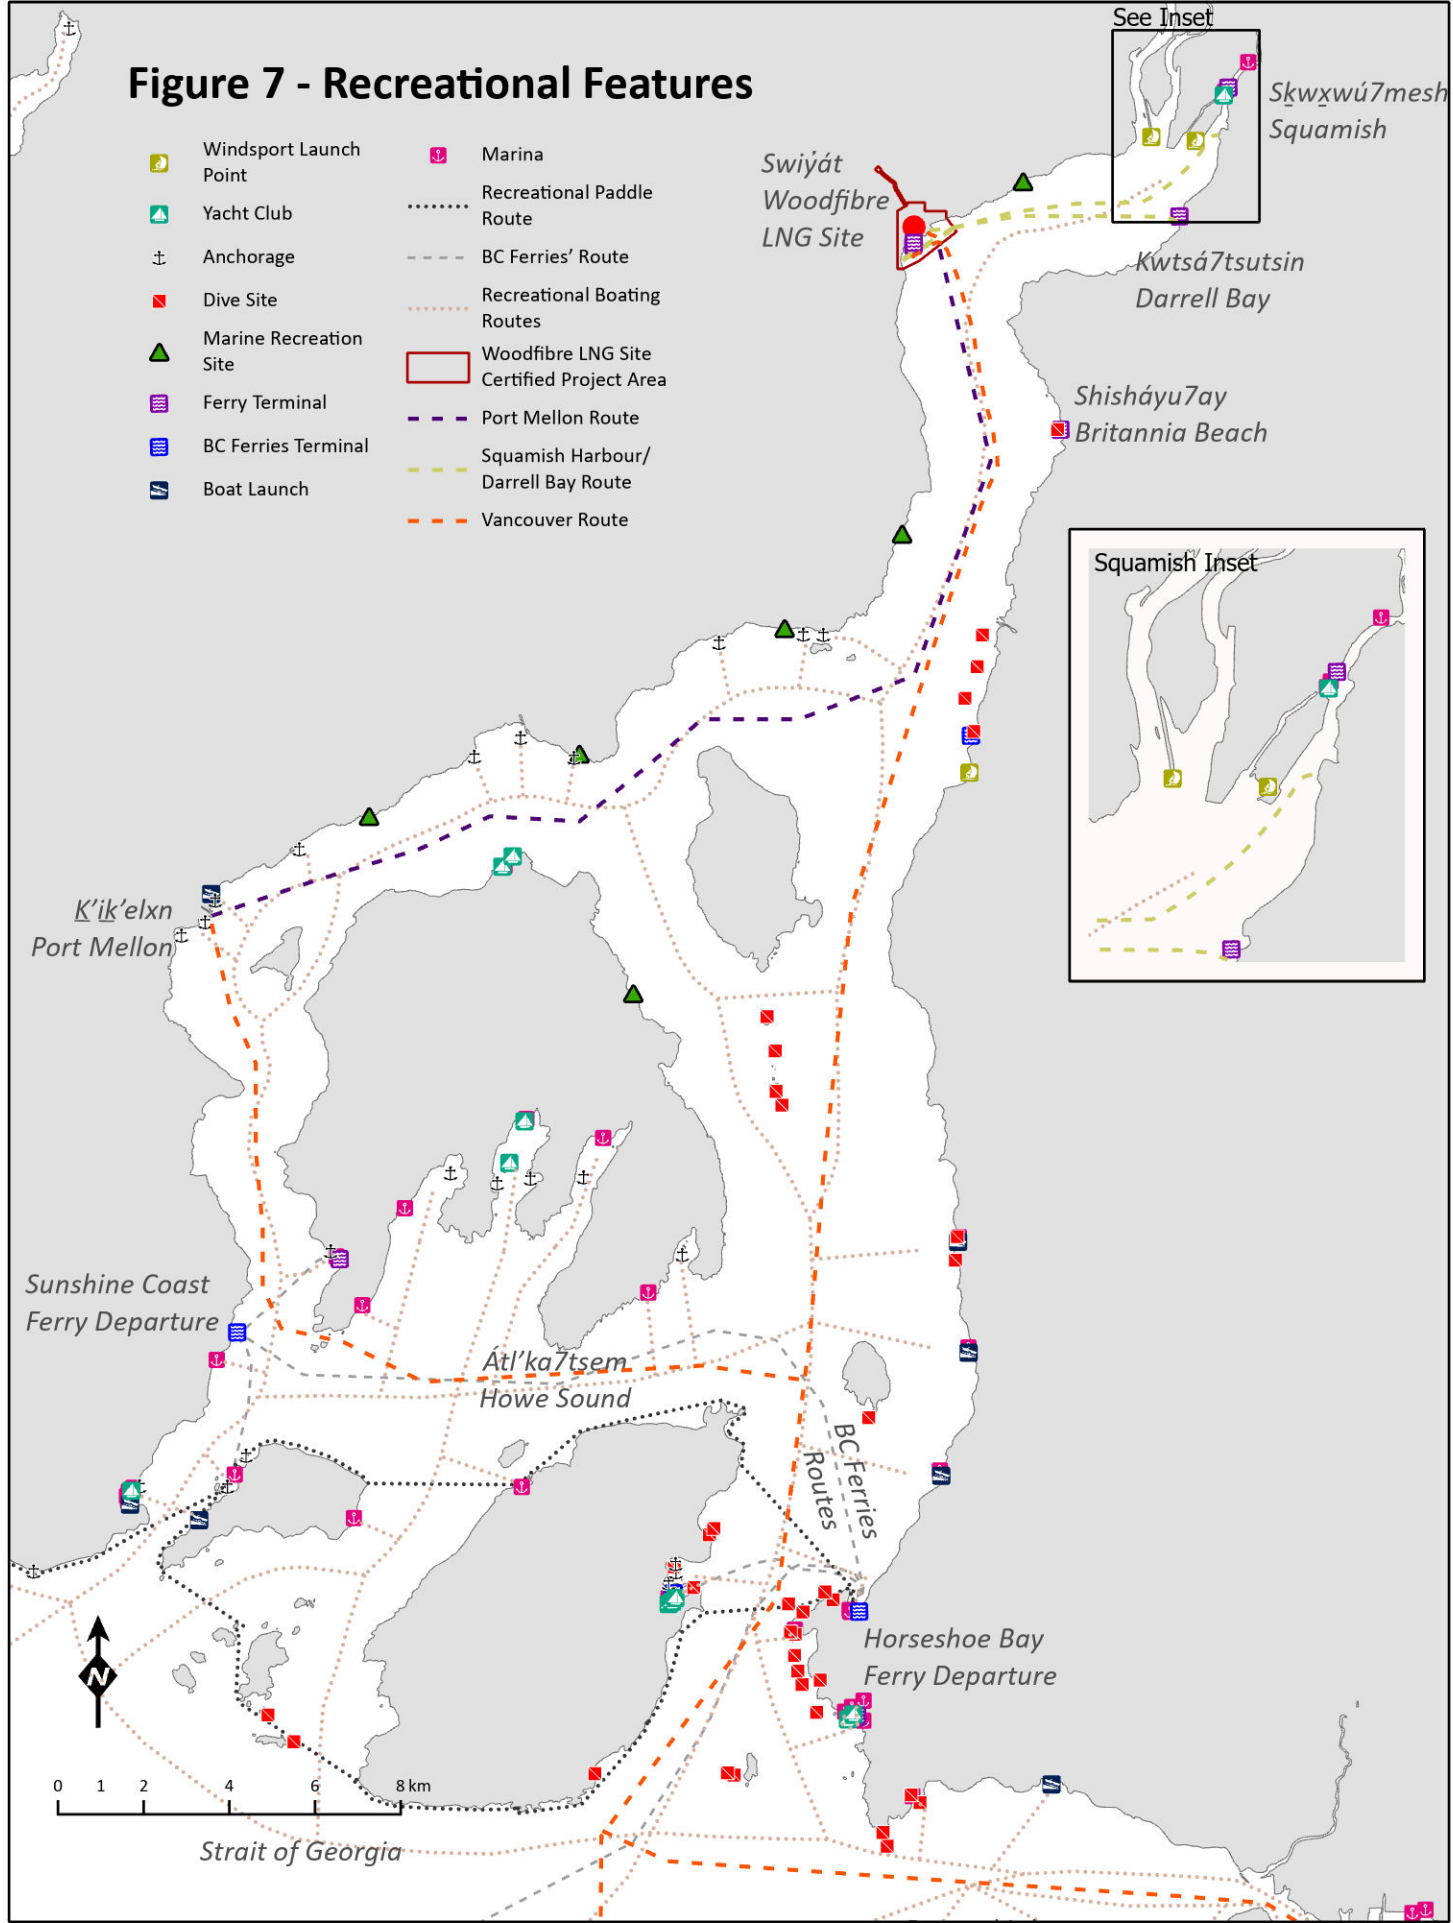 See Inset
Figure 7 - Recreational Features
Windsport Launch
Point
Yacht Club
Anchorage
Dive Site
Marine Recreation
Site
Ferry Terminal
BC Ferries Terminal
Boat Launch
Marina
Recreational Paddle
Route
BC Ferries' Route
Recreational Boating
Routes
Woodfibre LNG Site
Certified Project Area
Port Mellon Route
Squamish Harbour/
Darrell Bay Route
Vancouver Route
Swiy̓át
Woodfibre
LNG Site
Sḵwx̱wú7mesh
Squamish
Kwtsá7tsutsin
Darrell Bay
Shisháyu7ay
Britannia Beach
Squamish Inset
Ḵ’iḵ’elxn
Port Mellon
Sunshine Coast
Ferry Departure
Átl’ka7tsem
Howe Sound
BC Ferries
Routes
Horseshoe Bay
Ferry Departure
N
0 1 2 4 6 8 km
Strait of Georgia